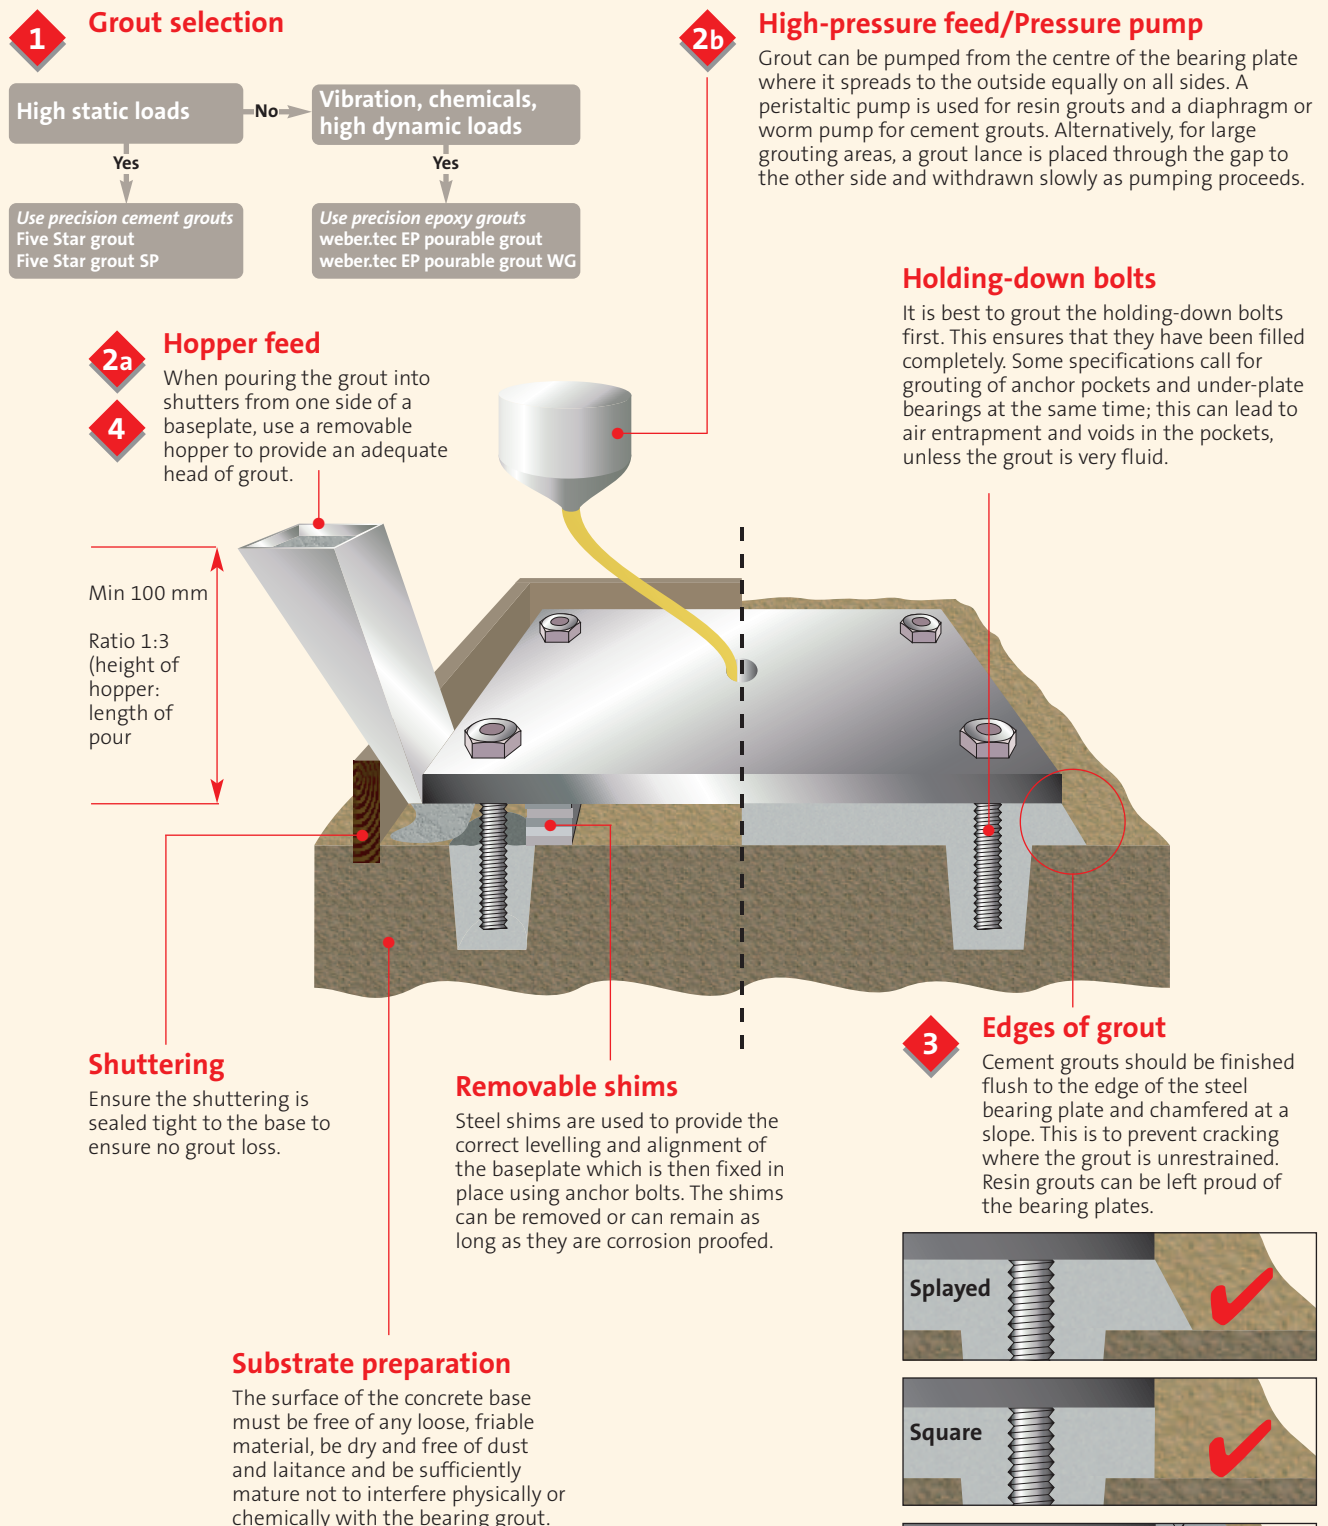 1
Grout selection
High static loads
No
Vibration, chemicals,
high dynamic loads
Yes
Yes
Use precision cement grouts
Five Star grout
Five Star grout SP
Use precision epoxy grouts
weber.tec EP pourable grout
weber.tec EP pourable grout WG
2b
High-pressure feed/Pressure pump
Grout can be pumped from the centre of the bearing plate
where it spreads to the outside equally on all sides. A
peristaltic pump is used for resin grouts and a diaphragm or
worm pump for cement grouts. Alternatively, for large
grouting areas, a grout lance is placed through the gap to
the other side and withdrawn slowly as pumping proceeds.
2a
4
Hopper feed
When pouring the grout into
shutters from one side of a
baseplate, use a removable
hopper to provide an adequate
head of grout.
Holding-down bolts
It is best to grout the holding-down bolts
first. This ensures that they have been filled
completely. Some specifications call for
grouting of anchor pockets and under-plate
bearings at the same time; this can lead to
air entrapment and voids in the pockets,
unless the grout is very fluid.
Min 100 mm
Ratio 1:3
(height of
hopper:
length of
pour
Shuttering
Ensure the shuttering is
sealed tight to the base to
ensure no grout loss.
Removable shims
Steel shims are used to provide the
correct levelling and alignment of
the baseplate which is then fixed in
place using anchor bolts. The shims
can be removed or can remain as
long as they are corrosion proofed.
3
Edges of grout
Cement grouts should be finished
flush to the edge of the steel
bearing plate and chamfered at a
slope. This is to prevent cracking
where the grout is unrestrained.
Resin grouts can be left proud of
the bearing plates.
Splayed
Square
Substrate preparation
The surface of the concrete base
must be free of any loose, friable
material, be dry and free of dust
and laitance and be sufficiently
mature not to interfere physically or
chemically with the bearing grout.